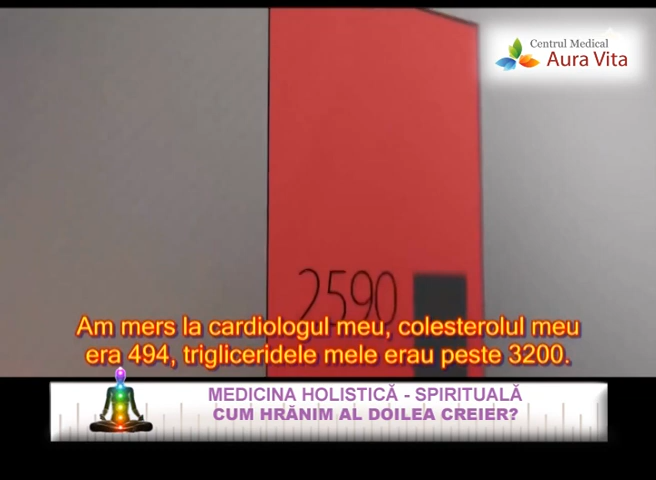 Centrul Medical
Aura Vita
2590
Am mers la cardiologul meu, colesterolul meu
era 494, trigliceridele mele erau peste 3200.
MEDICINA HOLISTICĂ - SPIRITUALĂ
CUM HRĂNIM AL DOILEA CREIER?